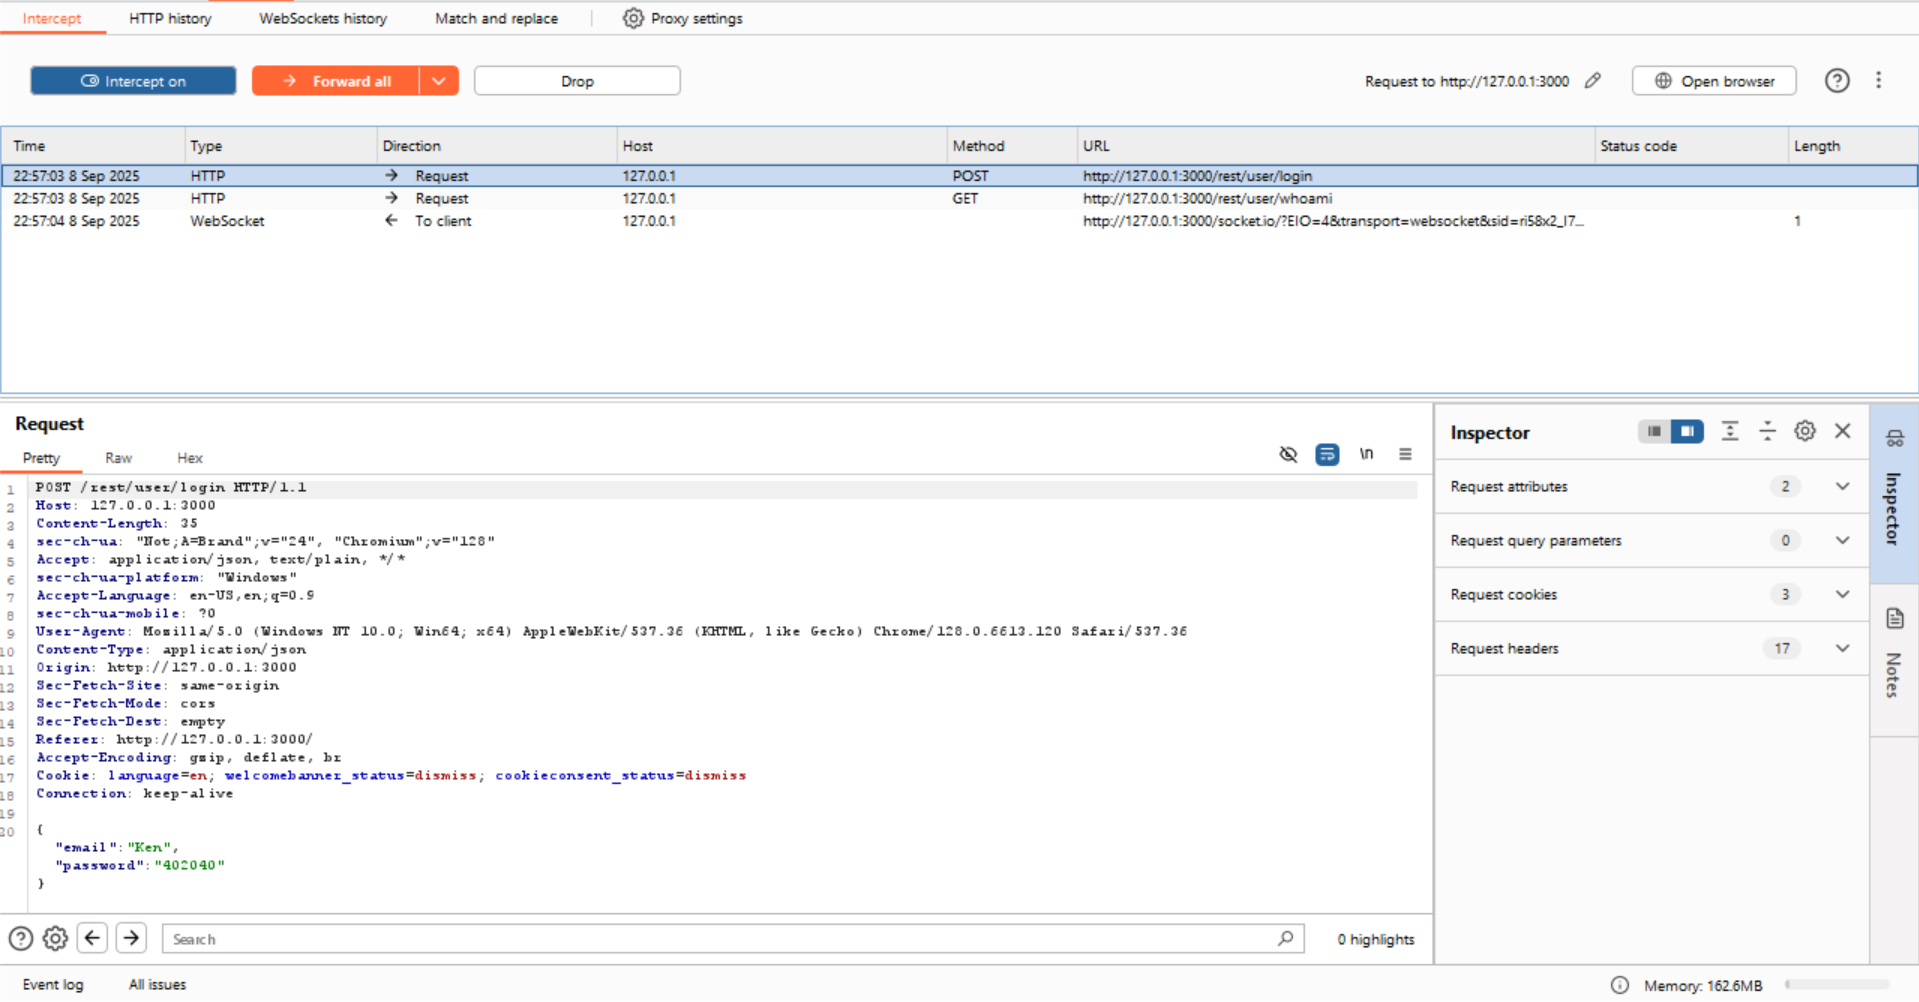 Intercept HTTP history WebSockets history Match and replace Proxy settings
Intercept on Forward all Drop Request to http://127.0.0.1:3000 Open browser
Time Type Direction Host Method URL Status code Length
22:57:03 8 Sep 2025 HTTP → Request 127.0.0.1 POST http://127.0.0.1:3000/rest/user/login
22:57:03 8 Sep 2025 HTTP → Request 127.0.0.1 GET http://127.0.0.1:3000/rest/user/whoami
22:57:04 8 Sep 2025 WebSocket ← To client 127.0.0.1 http://127.0.0.1:3000/socket.io/?EIO=4&transport=websocket&sid=ri58x2_I7... 1
Request
Pretty Raw Hex \n
1 POST /rest/user/login HTTP/1.1
2 Host: 127.0.0.1:3000
3 Content-Length: 35
4 sec-ch-ua: "Not;A=Brand";v="24", "Chromium";v="128"
5 Accept: application/json, text/plain, */*
6 sec-ch-ua-platform: "Windows"
7 Accept-Language: en-US,en;q=0.9
8 sec-ch-ua-mobile: ?0
9 User-Agent: Mozilla/5.0 (Windows NT 10.0; Win64; x64) AppleWebKit/537.36 (KHTML, like Gecko) Chrome/128.0.6613.120 Safari/537.36
10 Content-Type: application/json
11 Origin: http://127.0.0.1:3000
12 Sec-Fetch-Site: same-origin
13 Sec-Fetch-Mode: cors
14 Sec-Fetch-Dest: empty
15 Referer: http://127.0.0.1:3000/
16 Accept-Encoding: gzip, deflate, br
17 Cookie: language=en; welcomebanner_status=dismiss; cookieconsent_status=dismiss
18 Connection: keep-alive
19
20 {
"email":"Ken",
"password":"402040"
}
Search 0 highlights
Inspector
Request attributes 2
Request query parameters 0
Request cookies 3
Request headers 17
Inspector
Notes
Event log All issues Memory: 162.6MB